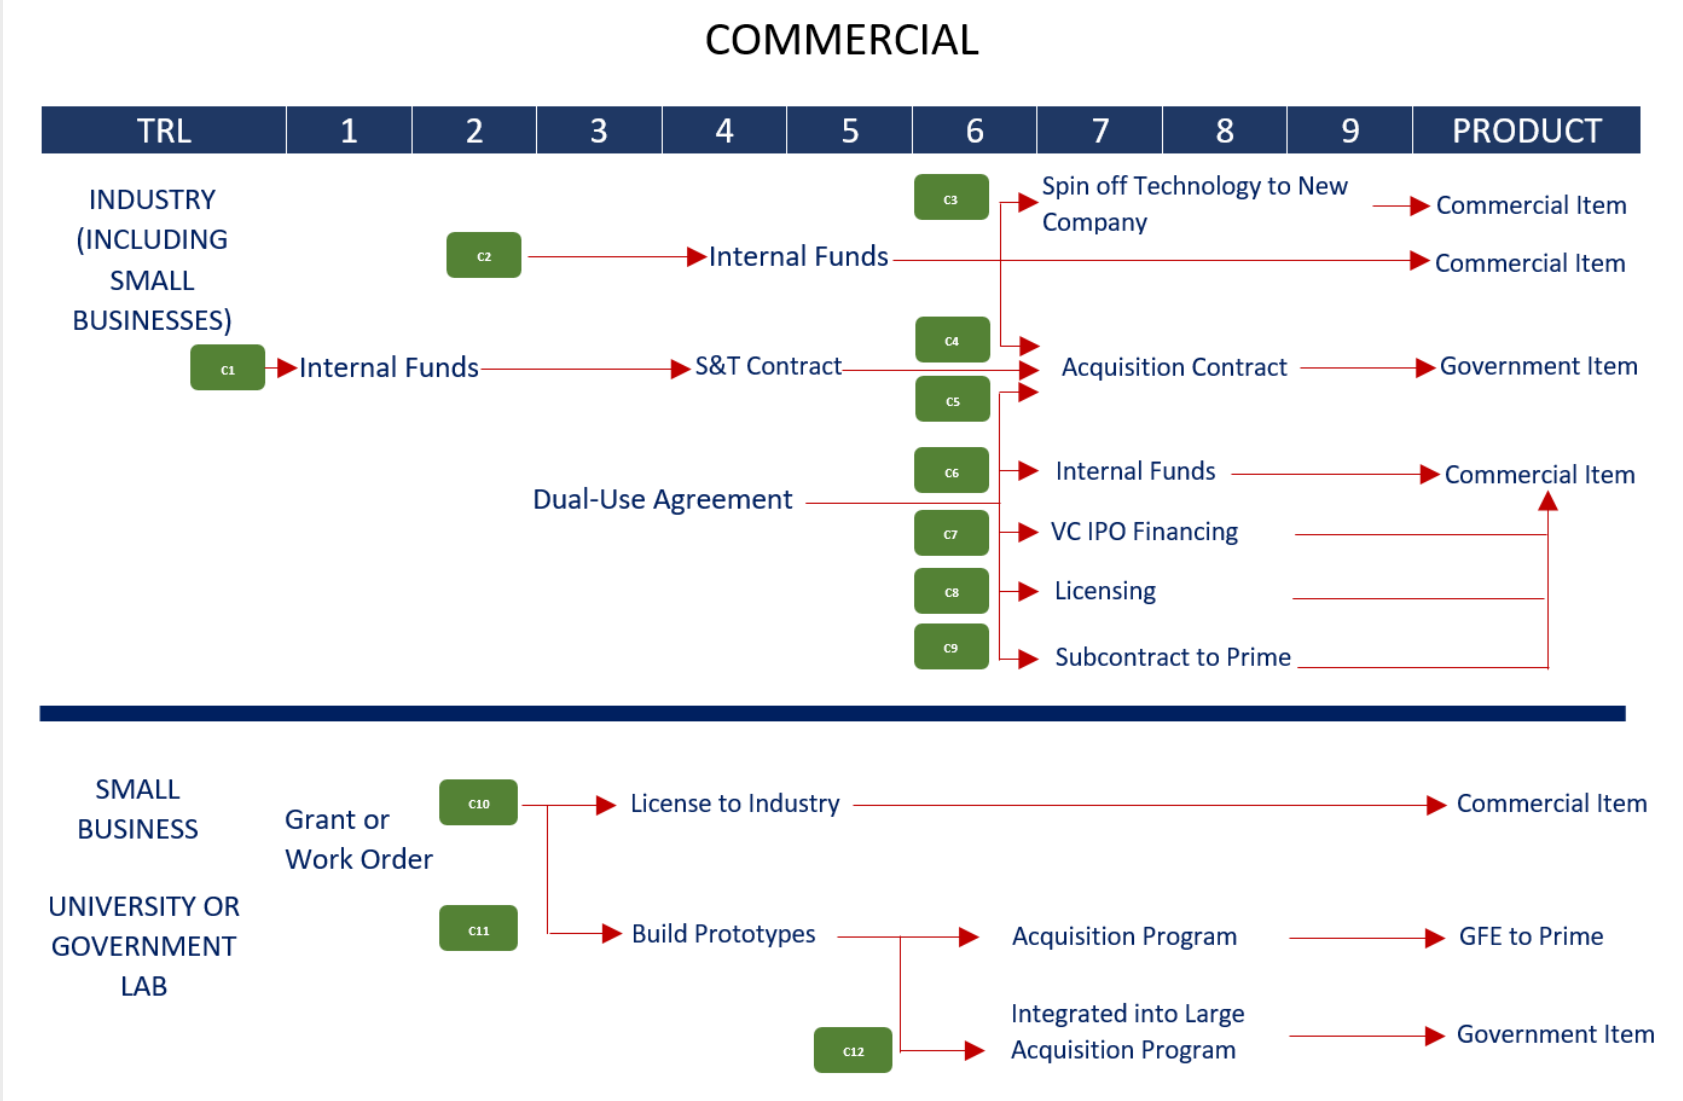 COMMERCIAL
TRL 1 2 3 4 5 6 7 8 9 PRODUCT
INDUSTRY
(INCLUDING
SMALL
BUSINESSES)
C3
Spin off Technology to New
Company
Commercial Item
C2
Internal Funds
Commercial Item
C4
C1
Internal Funds
S&T Contract
Acquisition Contract
Government Item
C5
C6
Internal Funds
Commercial Item
Dual-Use Agreement
C7
VC IPO Financing
C8
Licensing
C9
Subcontract to Prime
SMALL
BUSINESS
UNIVERSITY OR
GOVERNMENT
LAB
Grant or
Work Order
C10
License to Industry
Commercial Item
C11
Build Prototypes
Acquisition Program
GFE to Prime
C12
Integrated into Large
Acquisition Program
Government Item